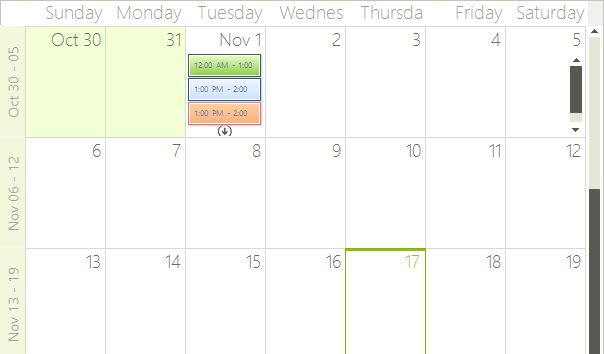 Sunday Monday Tuesday Wednes Thursda Friday Saturday
Oct 30 - 05
Oct 30 31 Nov 1 2 3 4 5
12:00 AM - 1:00
1:00 PM - 2:00
1:00 PM - 2:00
Nov 06 - 12
6 7 8 9 10 11 12
Nov 13 - 19
13 14 15 16 17 18 19